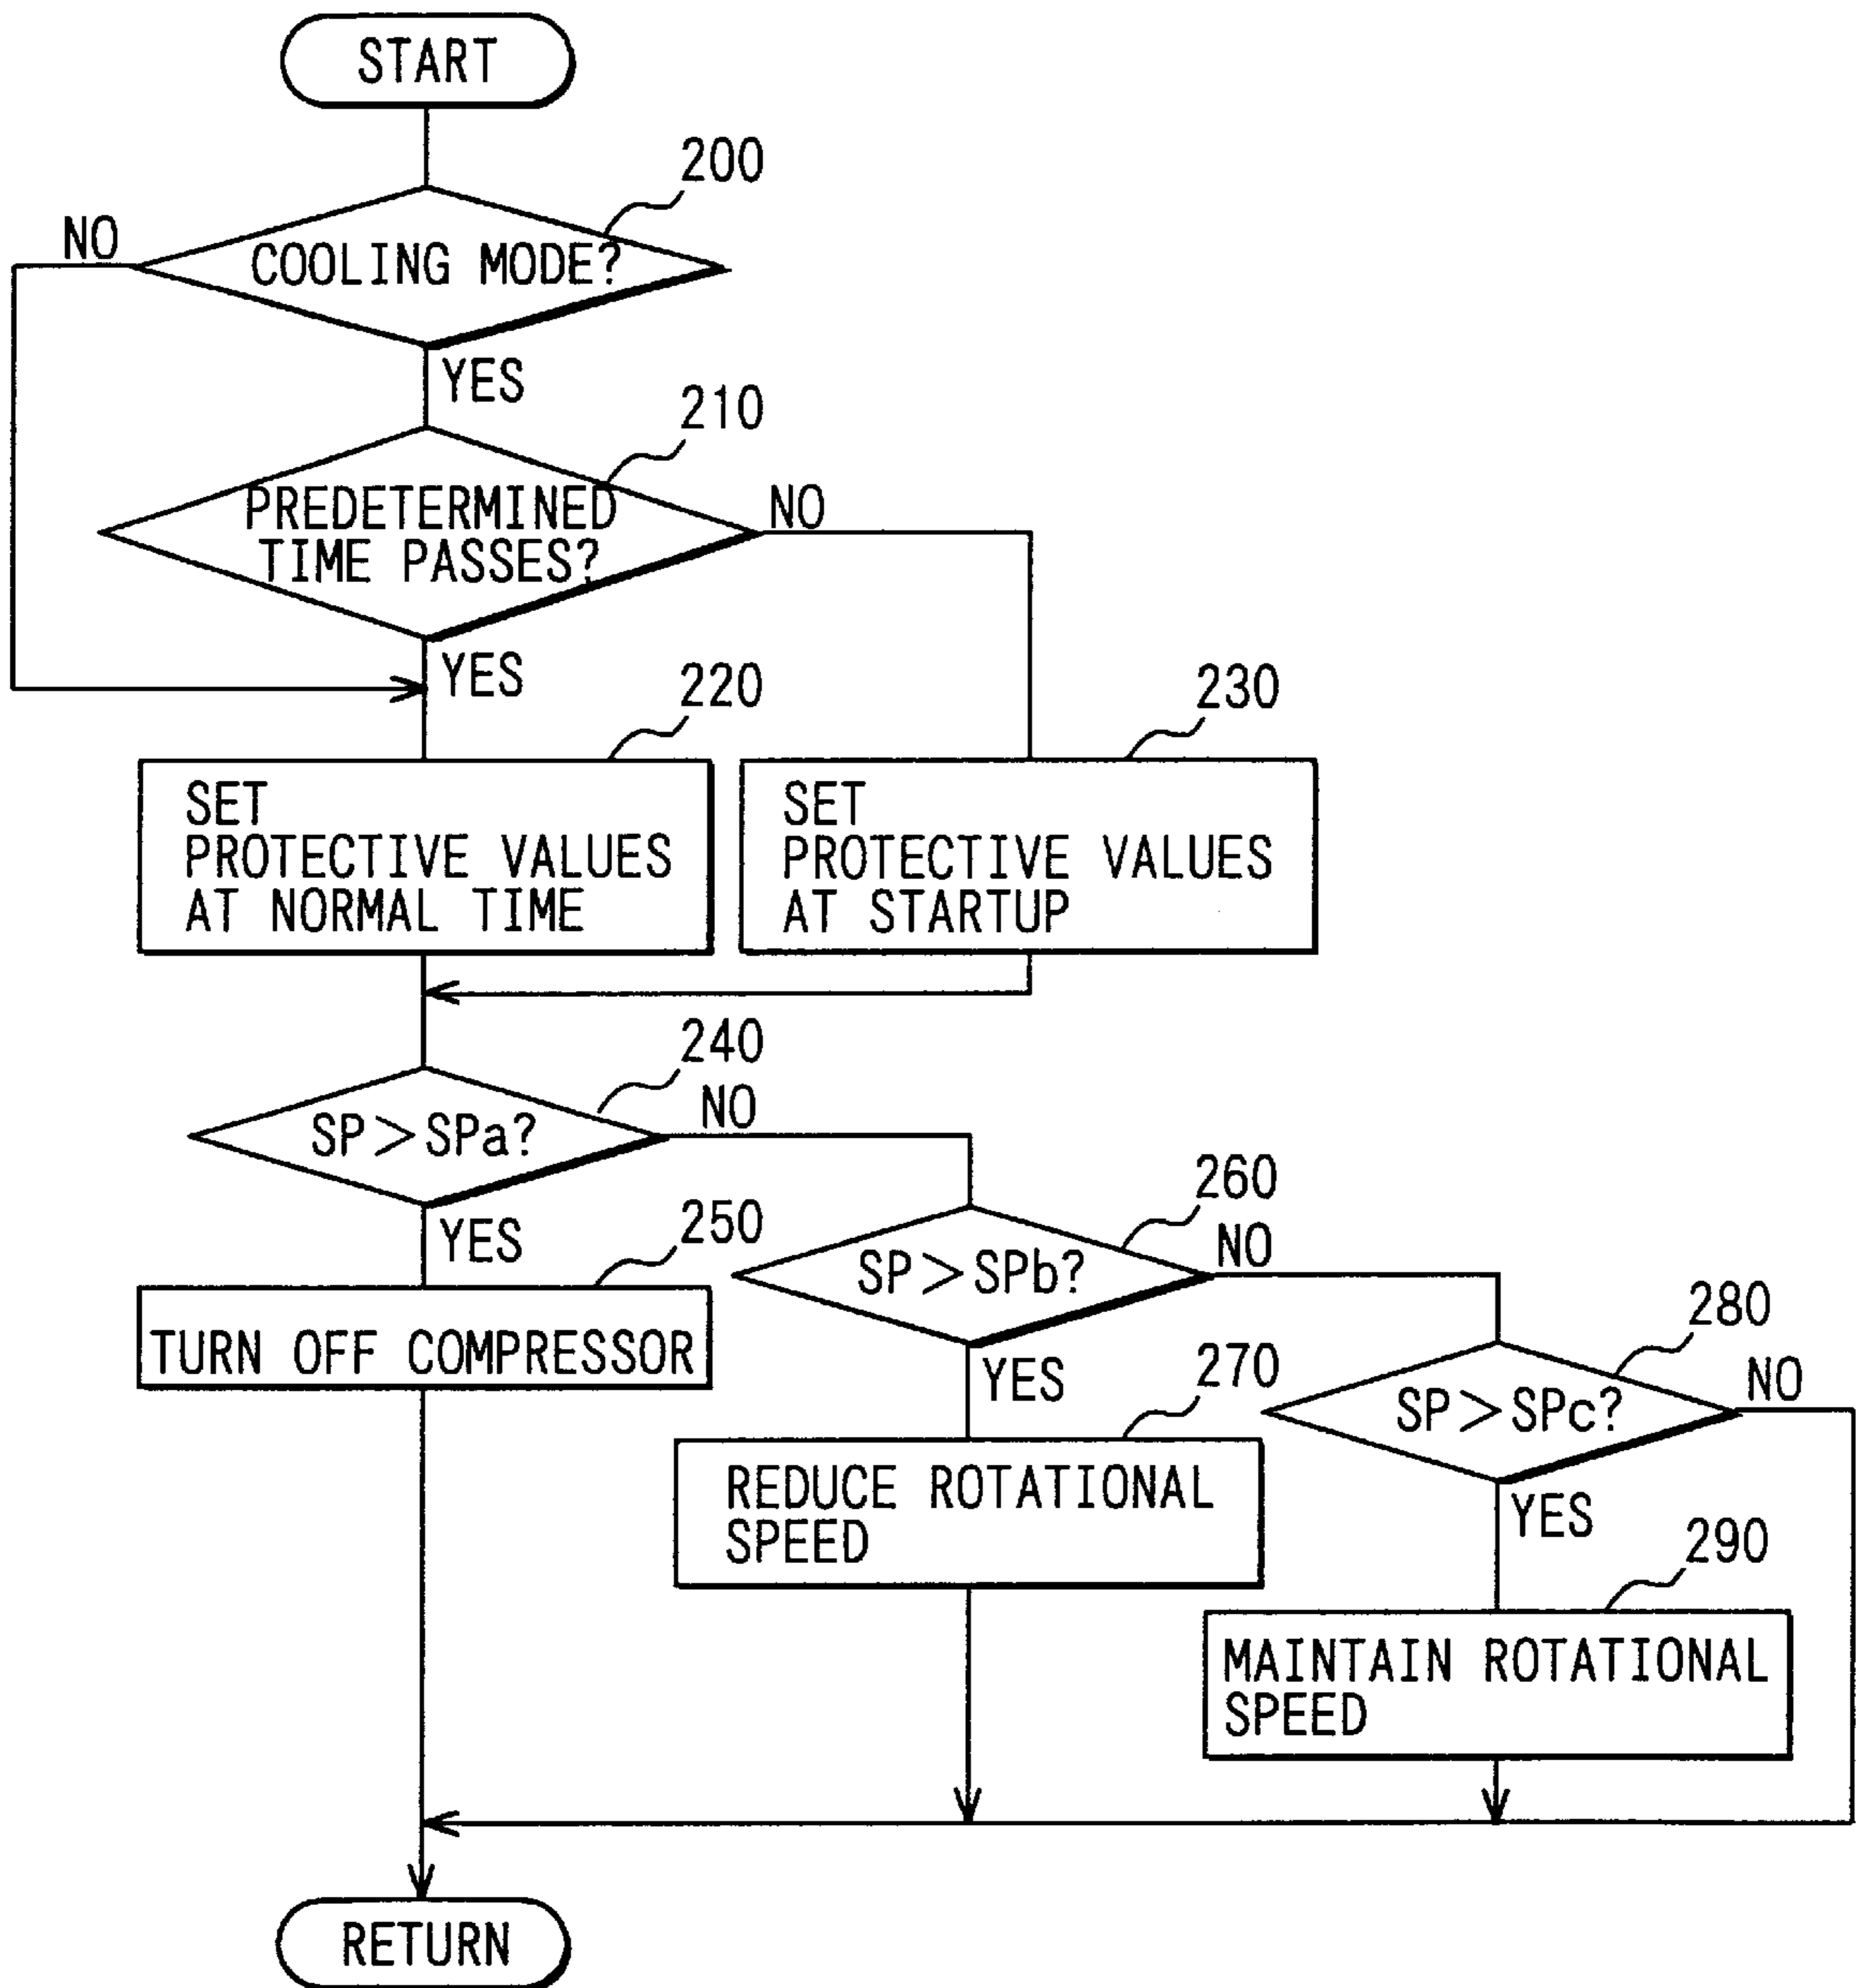 START
200
NO
COOLING MODE?
YES
210
PREDETERMINED
TIME PASSES?
NO
YES
220
230
SET
PROTECTIVE VALUES
AT NORMAL TIME
SET
PROTECTIVE VALUES
AT STARTUP
240
SP>SPa?
NO
YES
250
TURN OFF COMPRESSOR
260
SP>SPb?
NO
YES
270
REDUCE ROTATIONAL
SPEED
280
SP>SPc?
NO
YES
290
MAINTAIN ROTATIONAL
SPEED
RETURN